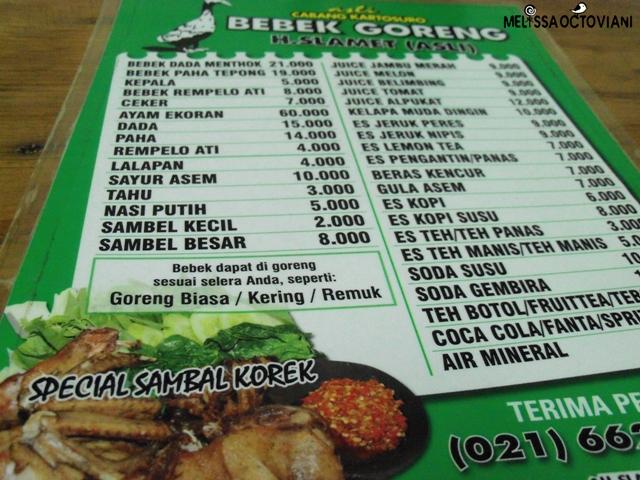 MELISSA OCTOVIANI
asli
CABANG KARTOSURO
BEBEK GORENG
H.SLAMET (ASLI)
BEBEK DADA MENTHOK 21.000
BEBEK PAHA TEPONG 19.000
KEPALA 5.000
BEBEK REMPELO ATI 8.000
CEKER 7.000
AYAM EKORAN 60.000
DADA 15.000
PAHA 14.000
REMPELO ATI 4.000
LALAPAN 4.000
SAYUR ASEM 10.000
TAHU 3.000
NASI PUTIH 5.000
SAMBEL KECIL 2.000
SAMBEL BESAR 8.000
Bebek dapat di goreng
sesuai selera Anda, seperti:
Goreng Biasa / Kering / Remuk
JUICE JAMBU MERAH 9.000
JUICE MELON 9.000
JUICE BELIMBING 9.000
JUICE TOMAT 9.000
JUICE ALPUKAT 12.000
KELAPA MUDA DINGIN 10.000
ES JERUK PERES 9.000
ES JERUK NIPIS 9.000
ES LEMON TEA 7.000
ES PENGANTIN/PANAS 7.000
BERAS KENCUR 7.000
GULA ASEM 7.000
ES KOPI 6.000
ES KOPI SUSU 8.000
ES TEH/TEH PANAS 3.000
ES TEH MANIS/TEH MANIS
SODA SUSU
SODA GEMBIRA
TEH BOTOL/FRUITTEA/TE
COCA COLA/FANTA/SPRI
AIR MINERAL
SPECIAL SAMBAL KOREK
TERIMA PE
(021) 662